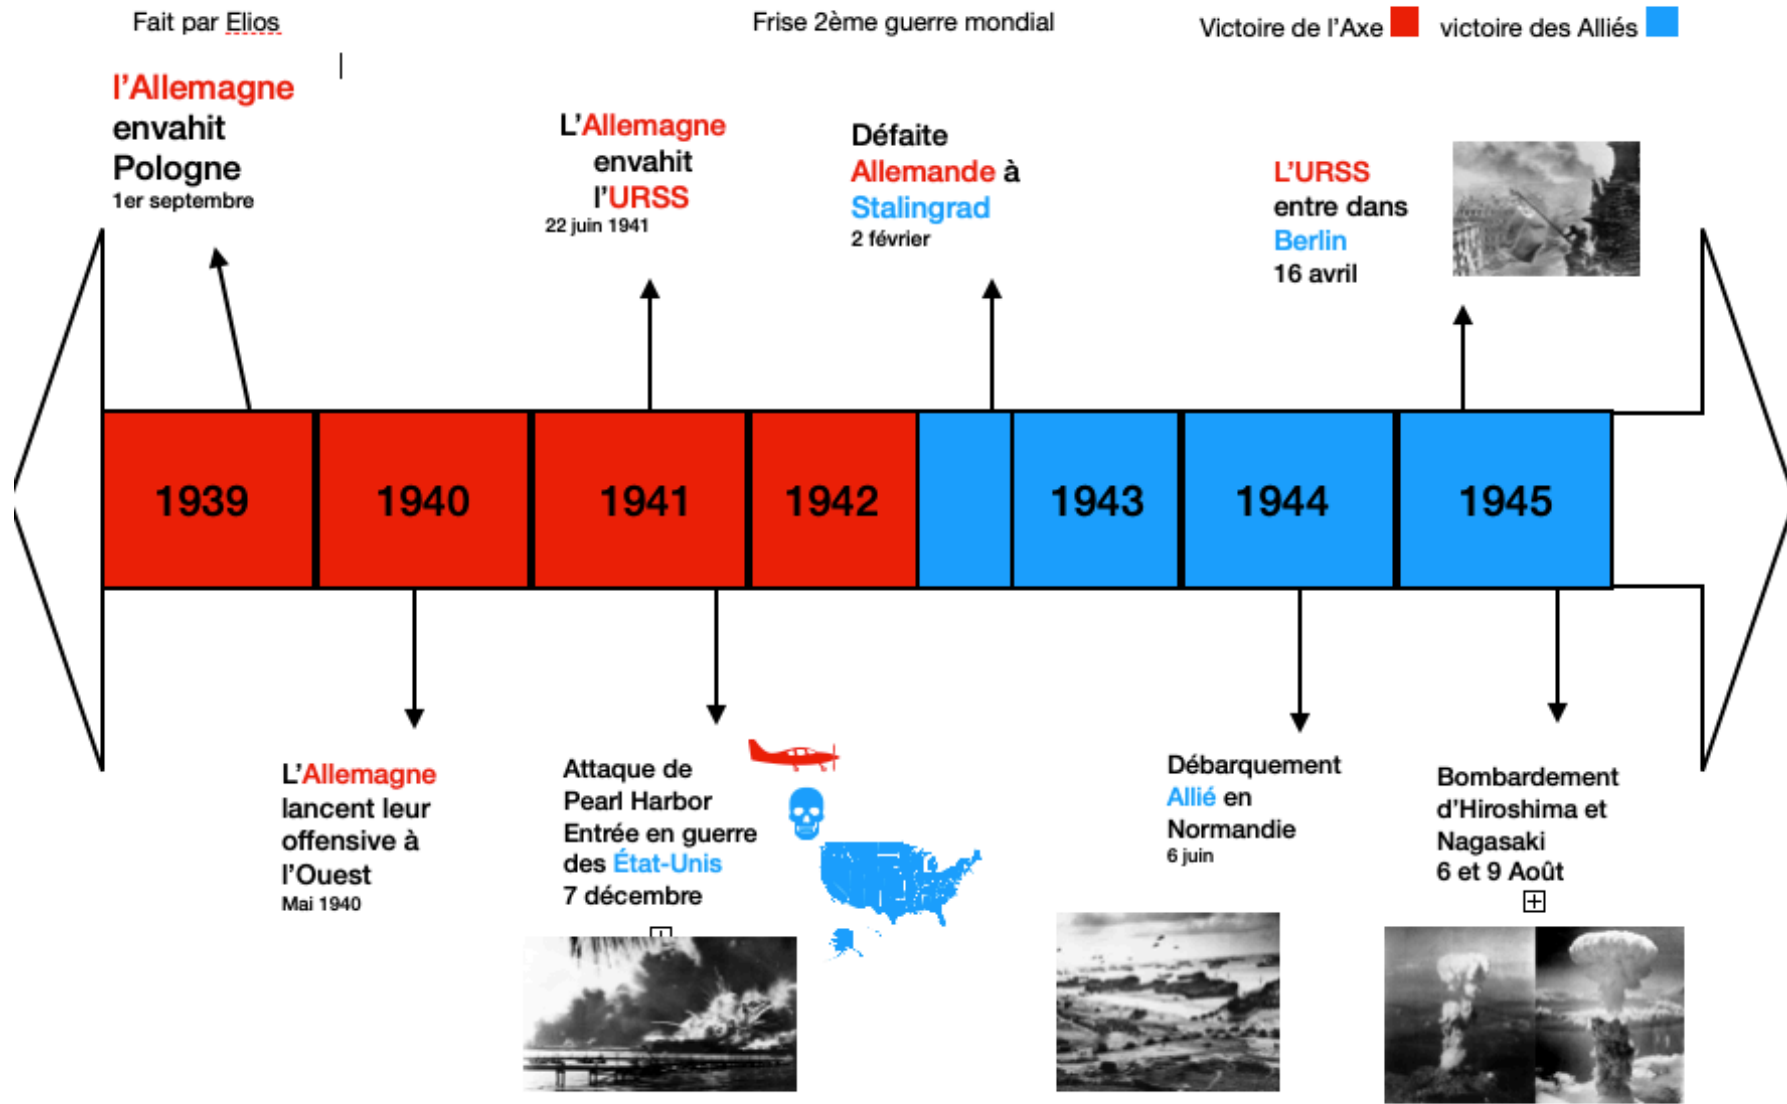 Fait par Elios
Frise 2ème guerre mondial
Victoire de l'Axe
victoire des Alliés
l'Allemagne
envahit
Pologne
1er septembre
L'Allemagne
envahit
l'URSS
22 juin 1941
Défaite
Allemande à
Stalingrad
2 février
L'URSS
entre dans
Berlin
16 avril
1939
1940
1941
1942
1943
1944
1945
L'Allemagne
lancent leur
offensive à
l'Ouest
Mai 1940
Attaque de
Pearl Harbor
Entrée en guerre
des État-Unis
7 décembre
Débarquement
Allié en
Normandie
6 juin
Bombardement
d'Hiroshima et
Nagasaki
6 et 9 Août